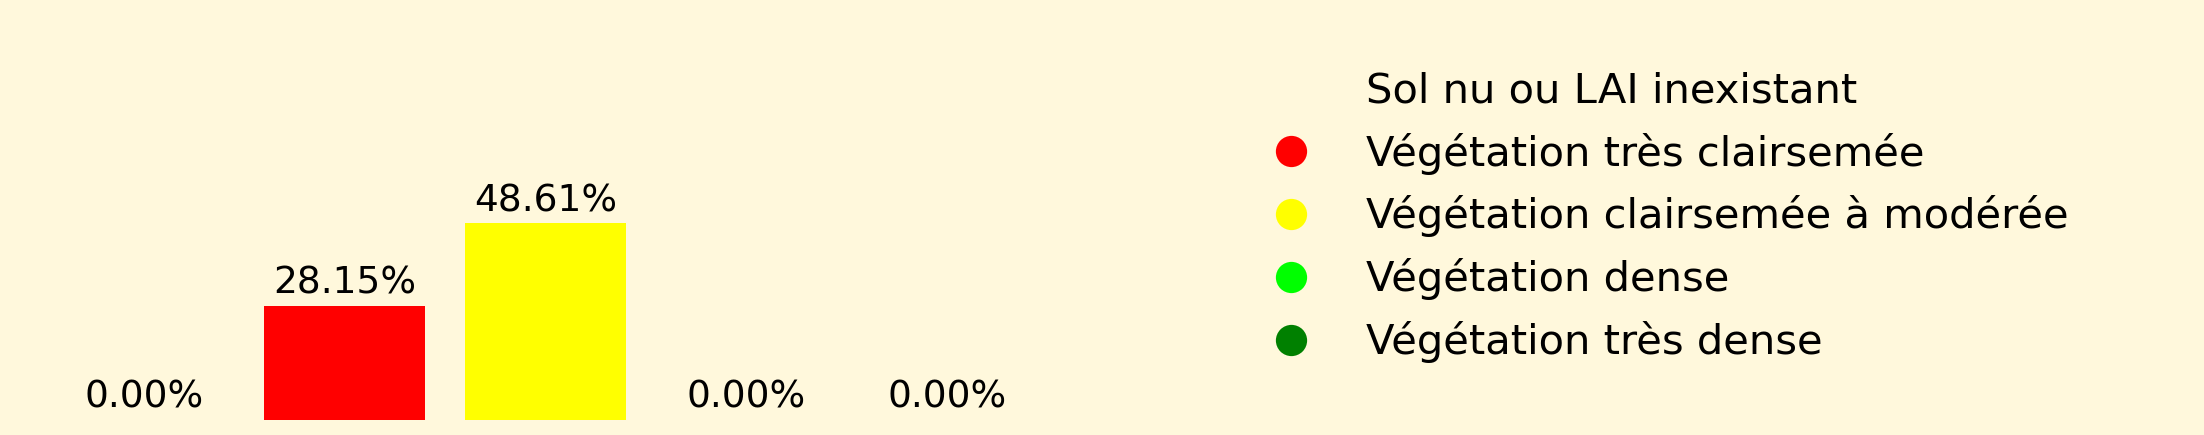 48.61%
28.15%
0.00%
0.00%
0.00%
Sol nu ou LAI inexistant
Végétation très clairsemée
Végétation clairsemée à modérée
Végétation dense
Végétation très dense